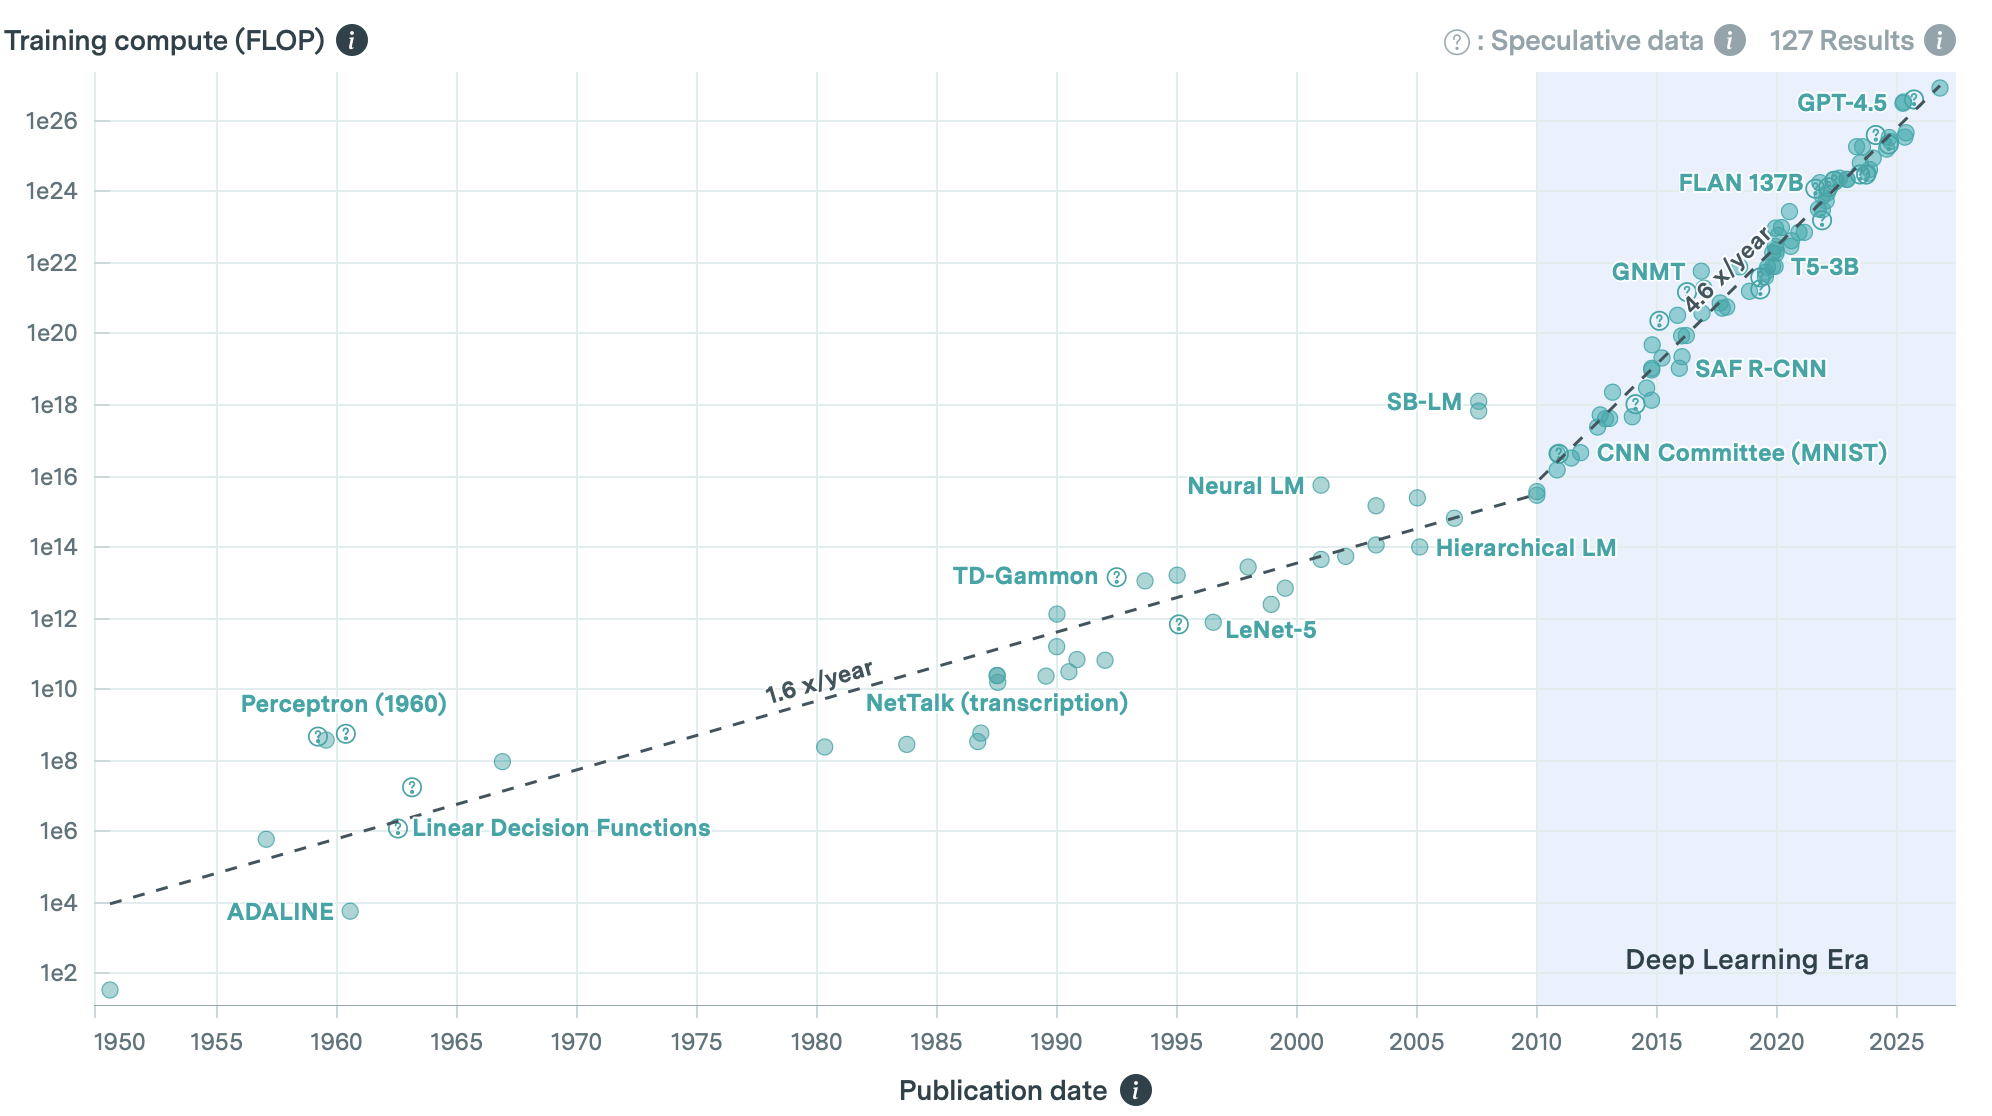 Training compute (FLOP) i
? : Speculative data i 127 Results i
1e26
1e24
1e22
1e20
1e18
1e16
1e14
1e12
1e10
1e8
1e6
1e4
1e2
GPT-4.5
FLAN 137B
4.6 x/year
GNMT
T5-3B
SAF R-CNN
SB-LM
CNN Committee (MNIST)
Neural LM
Hierarchical LM
TD-Gammon
LeNet-5
1.6 x/year
NetTalk (transcription)
Perceptron (1960)
Linear Decision Functions
ADALINE
Deep Learning Era
1950 1955 1960 1965 1970 1975 1980 1985 1990 1995 2000 2005 2010 2015 2020 2025
Publication date i